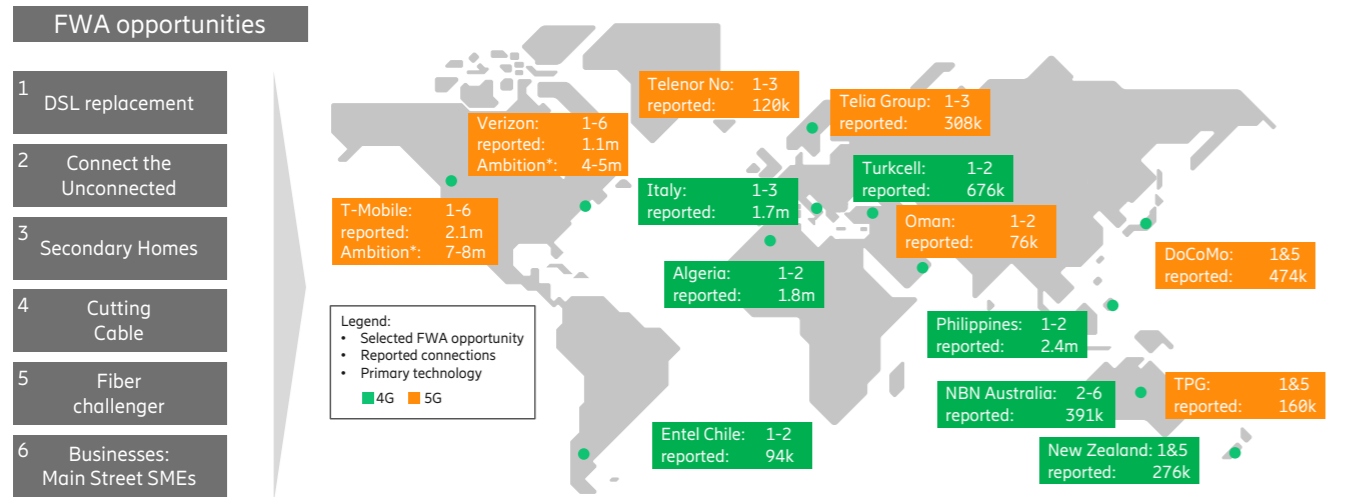 FWA opportunities
1
DSL replacement
2
Connect the
Unconnected
3
Secondary Homes
4
Cutting
Cable
5
Fiber
challenger
6
Businesses:
Main Street SMEs
Telenor No: 1-3
reported: 120k
Telia Group: 1-3
reported: 308k
Verizon: 1-6
reported: 1.1m
Ambition*: 4-5m
Turkcell: 1-2
reported: 676k
Italy: 1-3
reported: 1.7m
T-Mobile: 1-6
reported: 2.1m
Ambition*: 7-8m
Oman: 1-2
reported: 76k
DoCoMo: 1&5
reported: 474k
Algeria: 1-2
reported: 1.8m
Legend:
• Selected FWA opportunity
• Reported connections
• Primary technology
4G 5G
Philippines: 1-2
reported: 2.4m
NBN Australia: 2-6
reported: 391k
TPG: 1&5
reported: 160k
Entel Chile: 1-2
reported: 94k
New Zealand: 1&5
reported: 276k